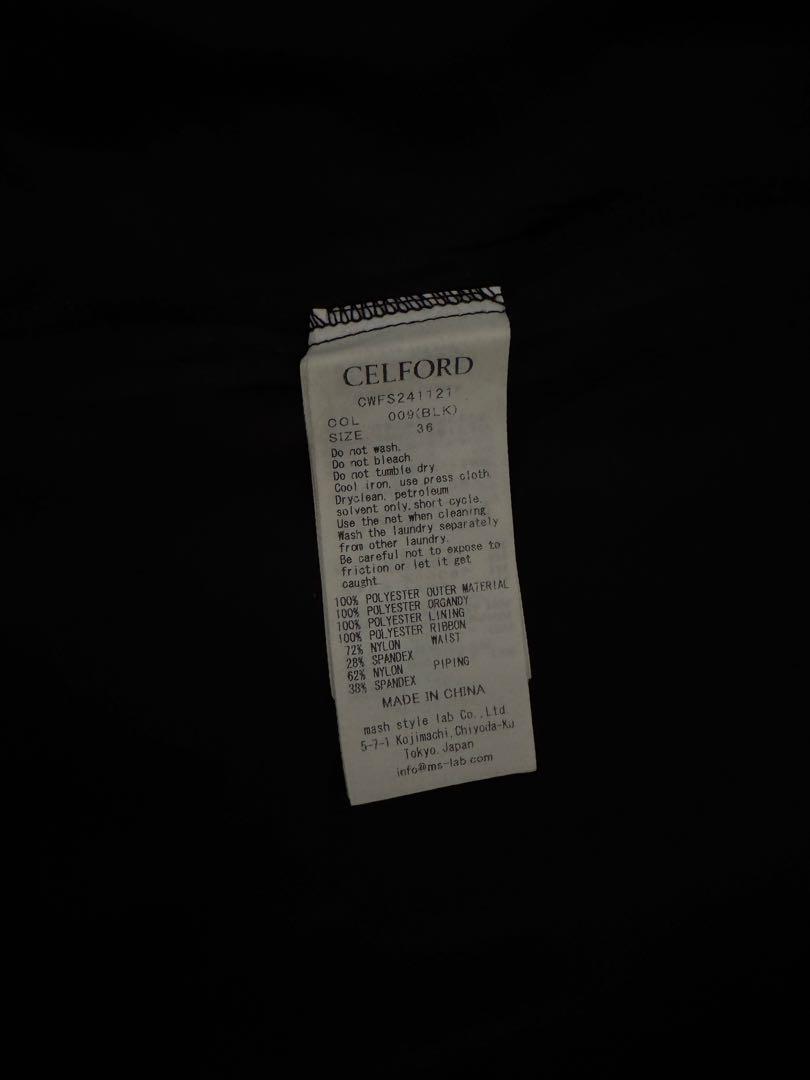 CELFORD
CWFS241121
COL 009(BLK)
SIZE 36
Do not wash.
Do not bleach.
Do not tumble dry
Cool iron, use press cloth.
Dryclean, petroleum
solvent only, short cycle.
Use the net when cleaning.
Wash the laundry separately
from other laundry.
Be careful not to expose to
friction or let it get
caught.
100% POLYESTER OUTER MATERIAL
100% POLYESTER ORGANDY
100% POLYESTER LINING
100% POLYESTER RIBBON
72% NYLON WAIST
28% SPANDEX
62% NYLON PIPING
38% SPANDEX
MADE IN CHINA
mash style lab Co., Ltd.
5-7-1 Kojimachi, Chiyoda-Ku
Tokyo, Japan
info@ms-lab.com